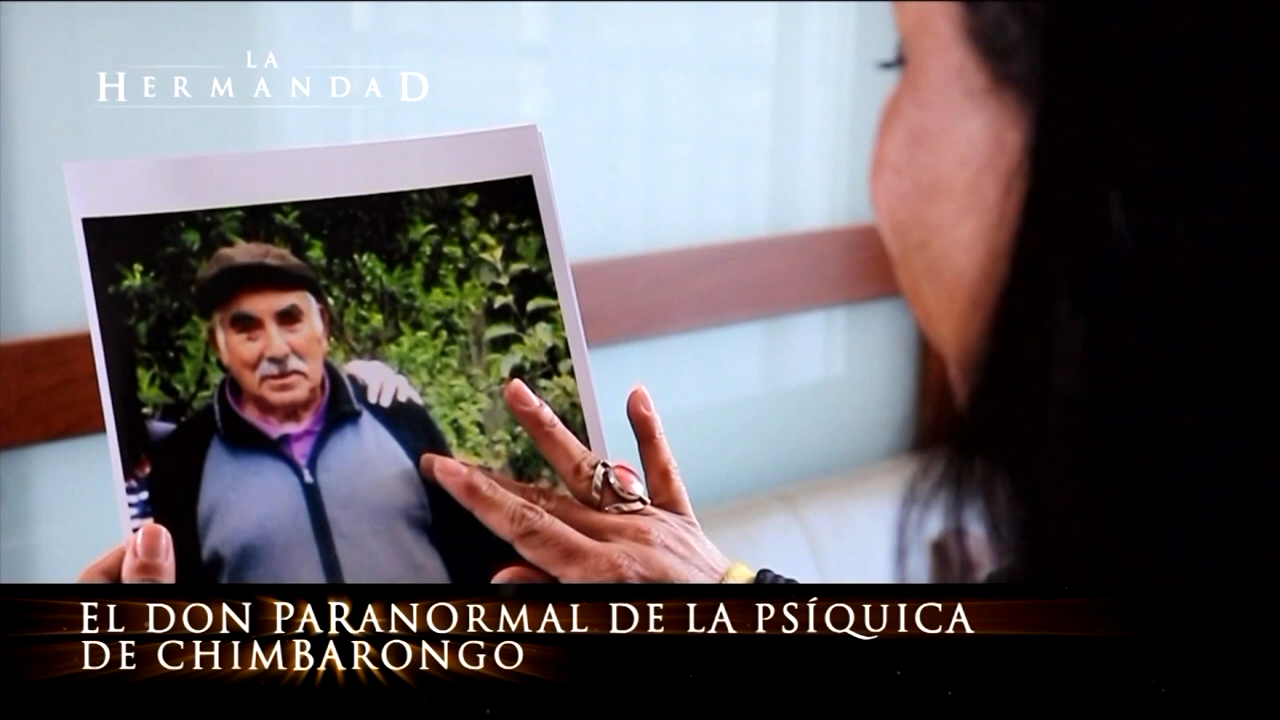 LA
HERMANDAD
EL DON PARANORMAL DE LA PSÍQUICA
DE CHIMBARONGO